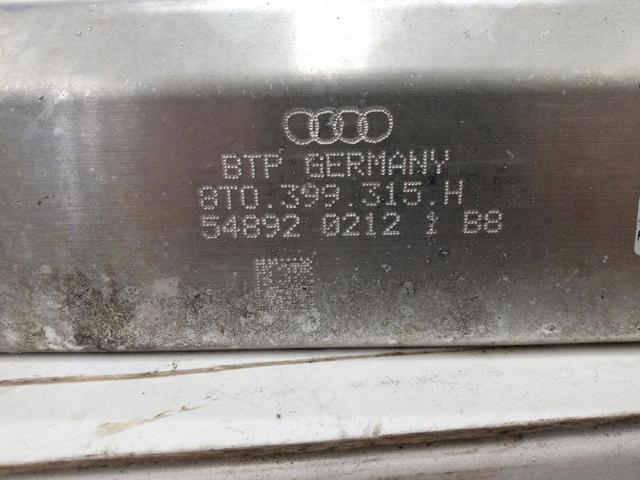 BTP GERMANY
8T0.399.315.H
54892 0212 1 B8